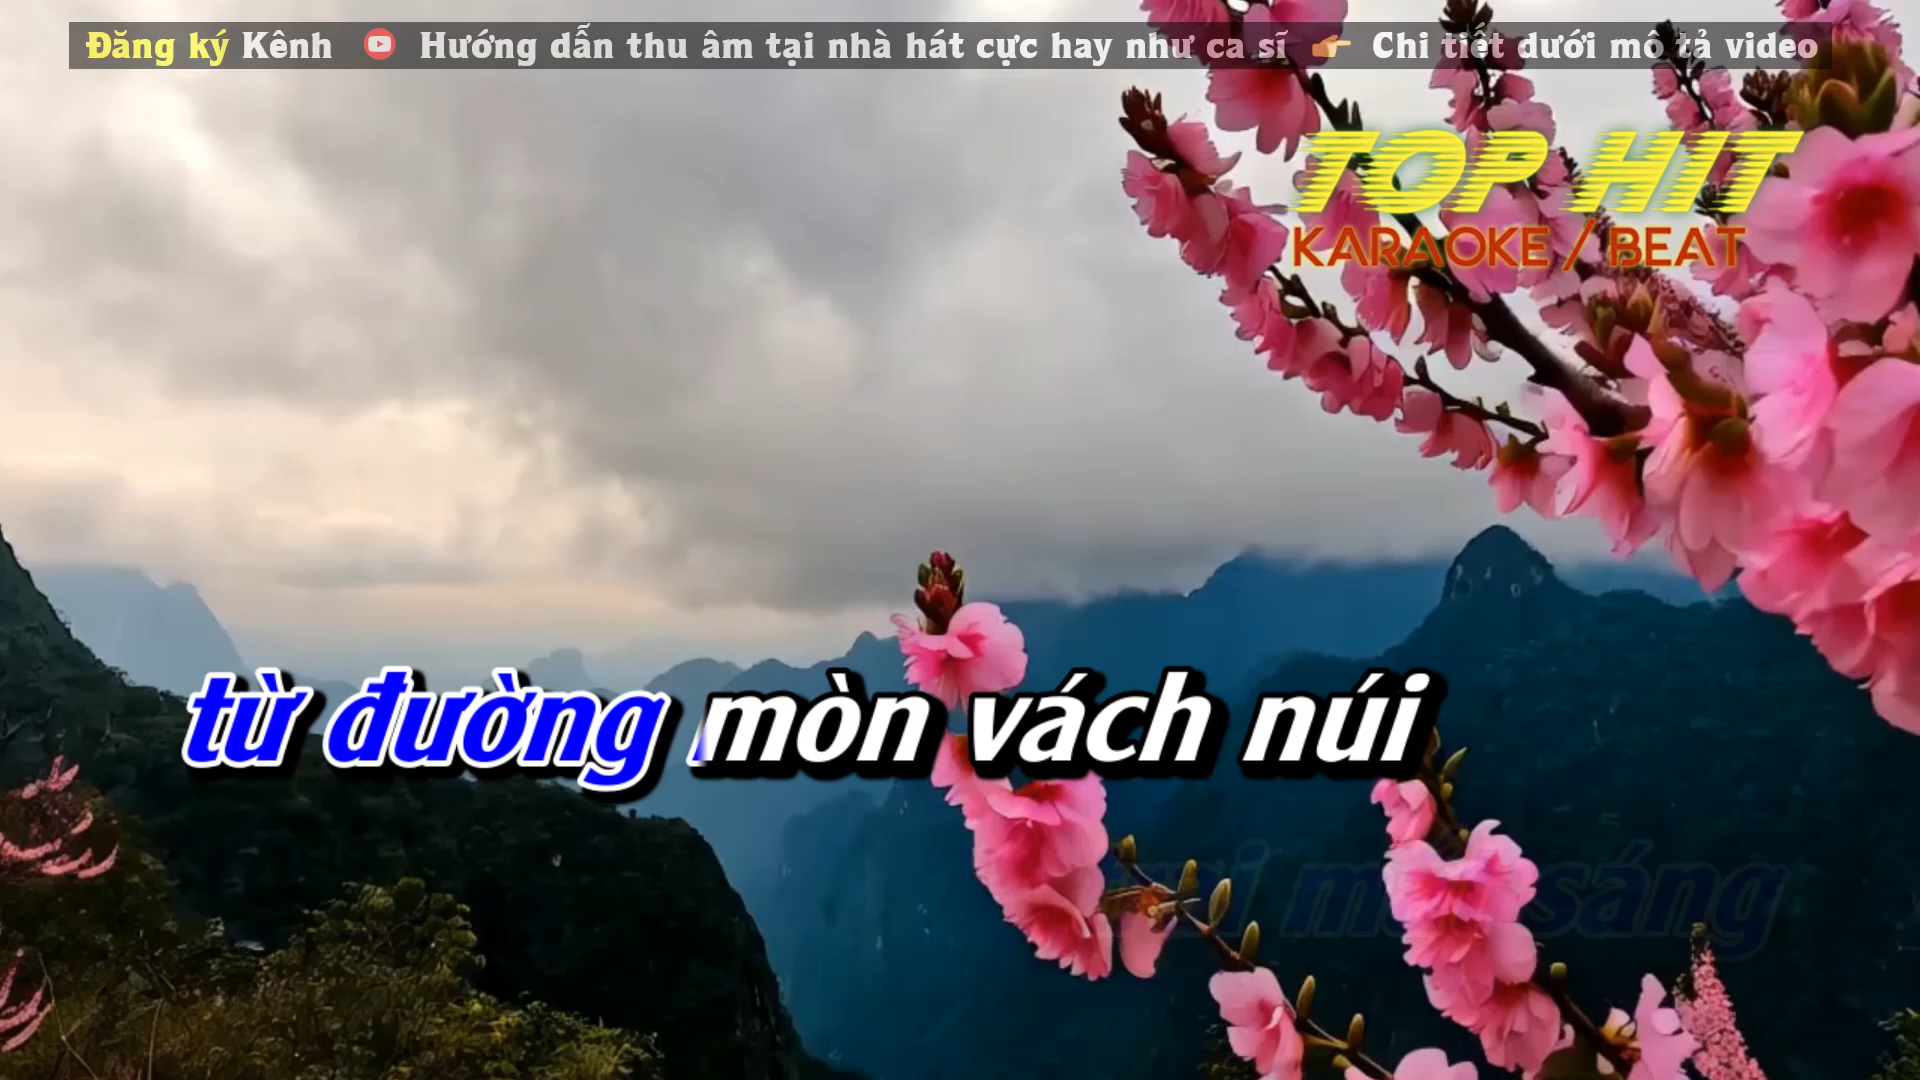 Đăng ký Kênh Hướng dẫn thu âm tại nhà hát cực hay như ca sĩ 👉 Chi tiết dưới mô tả video
TOP HIT
KARAOKE / BEAT
từ đường mòn vách núi
sáng